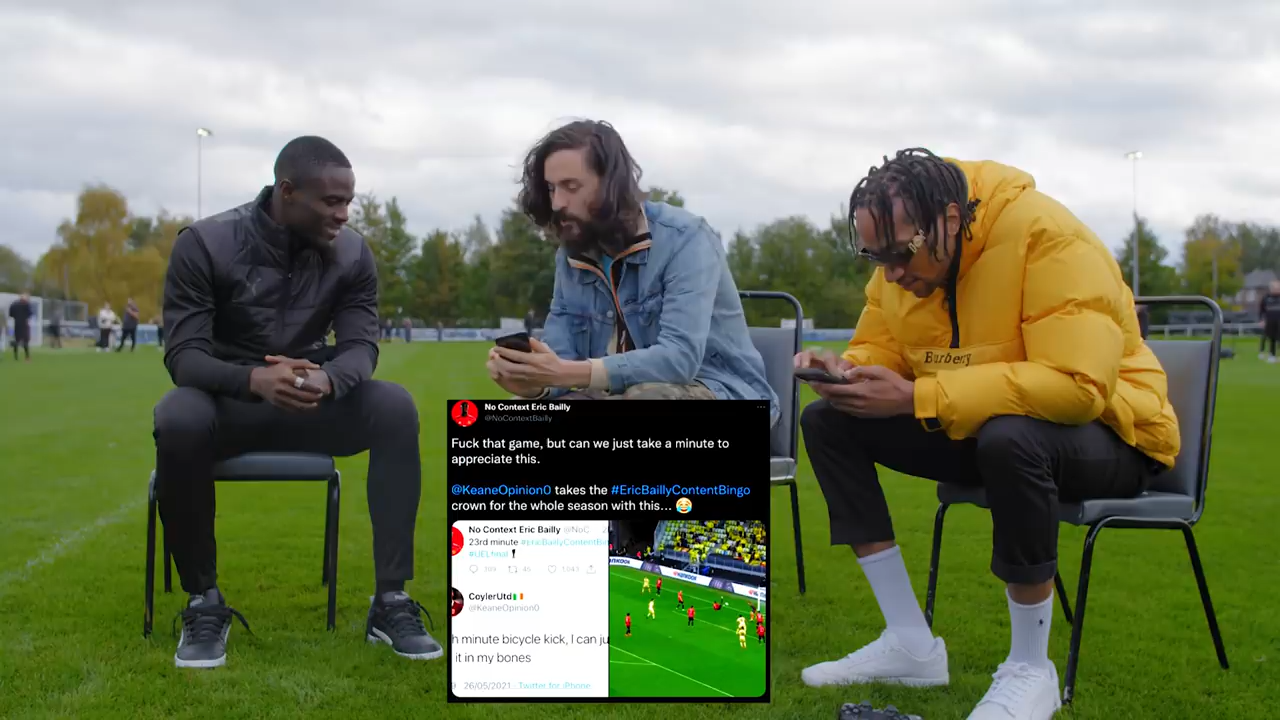 Burberry
No Context Eric Bailly
@NoContextBailly
Fuck that game, but can we just take a minute to
appreciate this.
@KeaneOpinion0 takes the #EricBaillyContentBingo
crown for the whole season with this... 😂
No Context Eric Bailly @NoC
23rd minute #EricBaillyContentBin
#UELfinal
CoylerUtd
@KeaneOpinion0
h minute bicycle kick, I can ju
it in my bones
26/05/2021 Twitter for iPhone